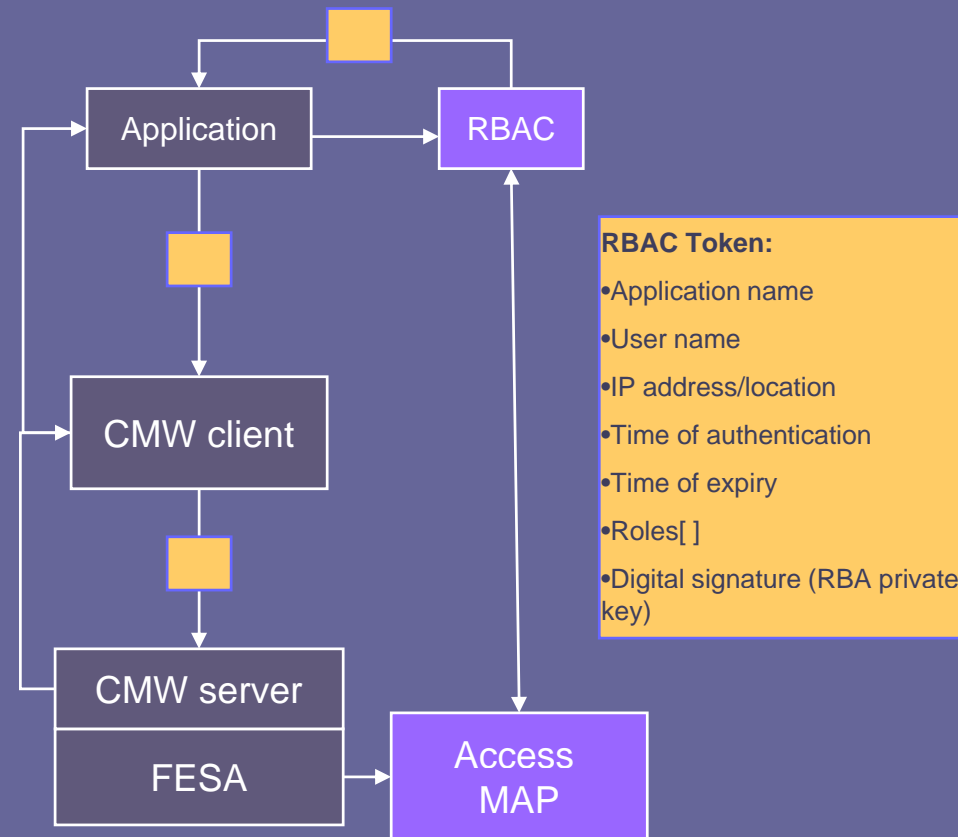 Application
RBAC
RBAC Token:
•Application name
•User name
•IP address/location
•Time of authentication
•Time of expiry
•Roles[ ]
•Digital signature (RBA private
key)
CMW client
CMW server
FESA
Access
MAP